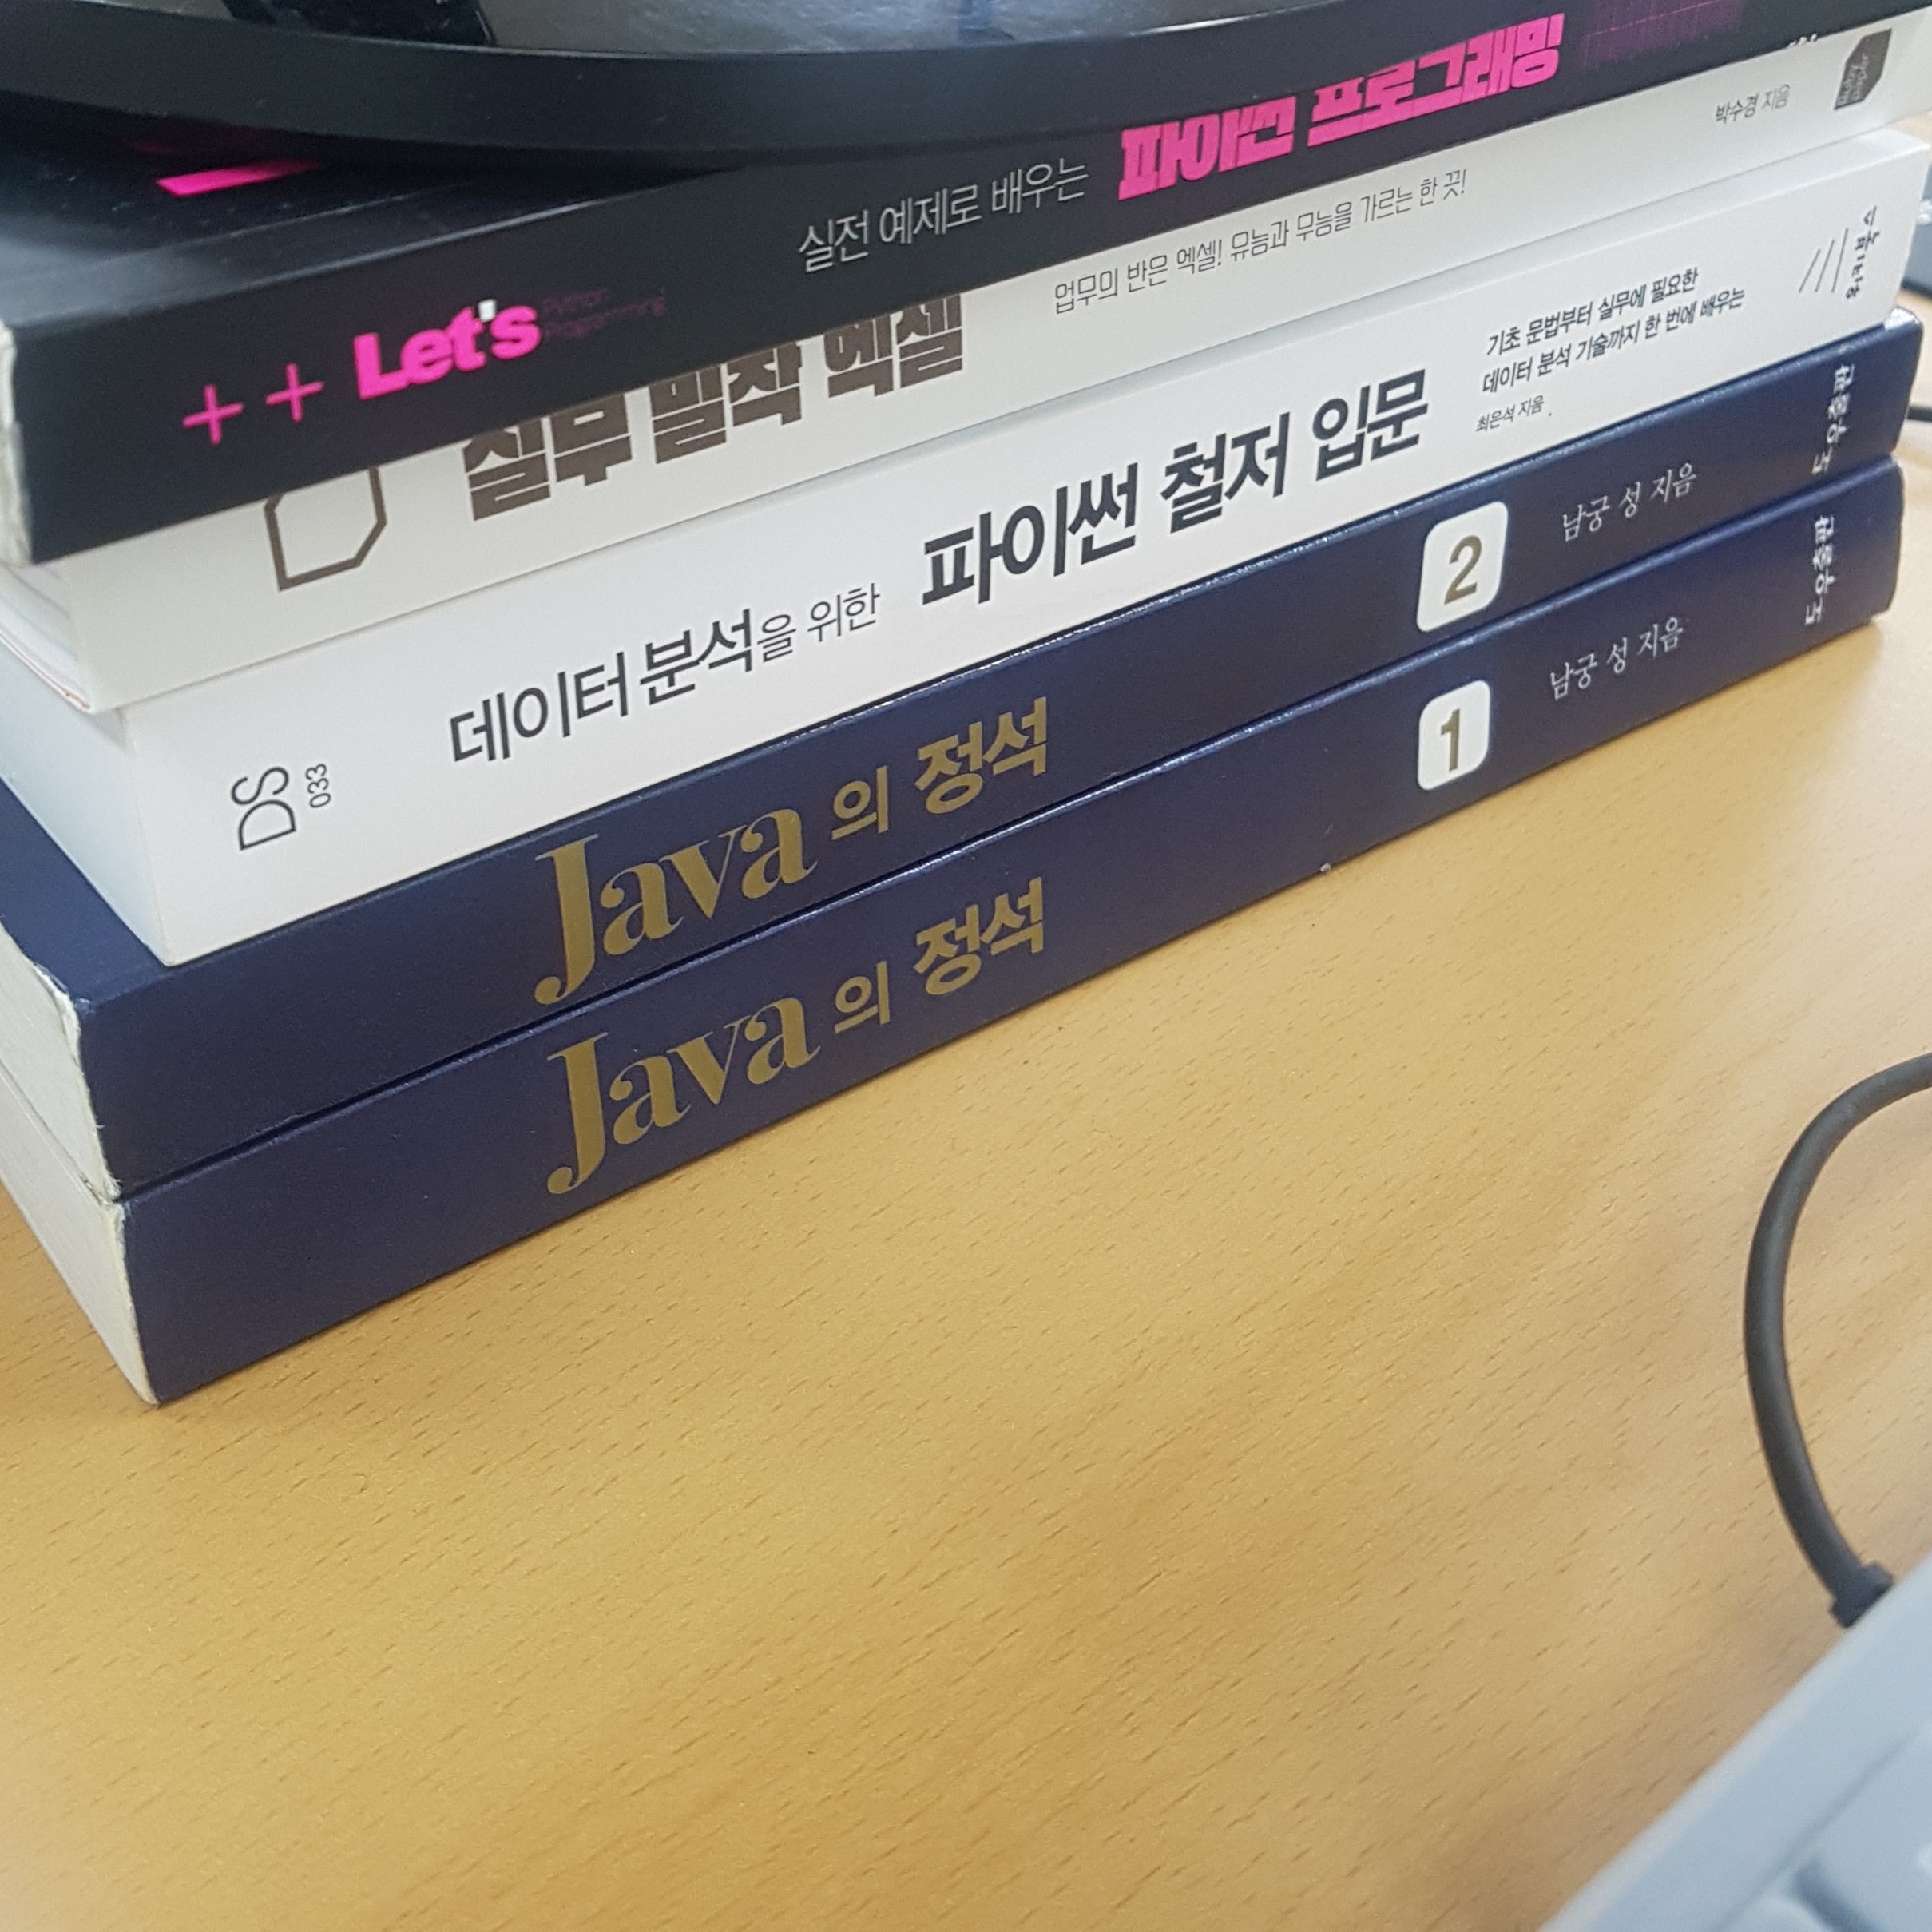 ++ Let's Python Programming 실전 예제로 배우는 파이썬 프로그래밍
실무 밀착 엑셀 업무의 반은 엑셀! 유능과 무능을 가르는 한 끗! 박수경 지음
DS 033 데이터 분석을 위한 파이썬 철저 입문
기초 문법부터 실무에 필요한
데이터 분석 기술까지 한 번에 배우는
최은석 지음
위키북스
Java의 정석 2 남궁 성 지음 도우출판
Java의 정석 1 남궁 성 지음 도우출판